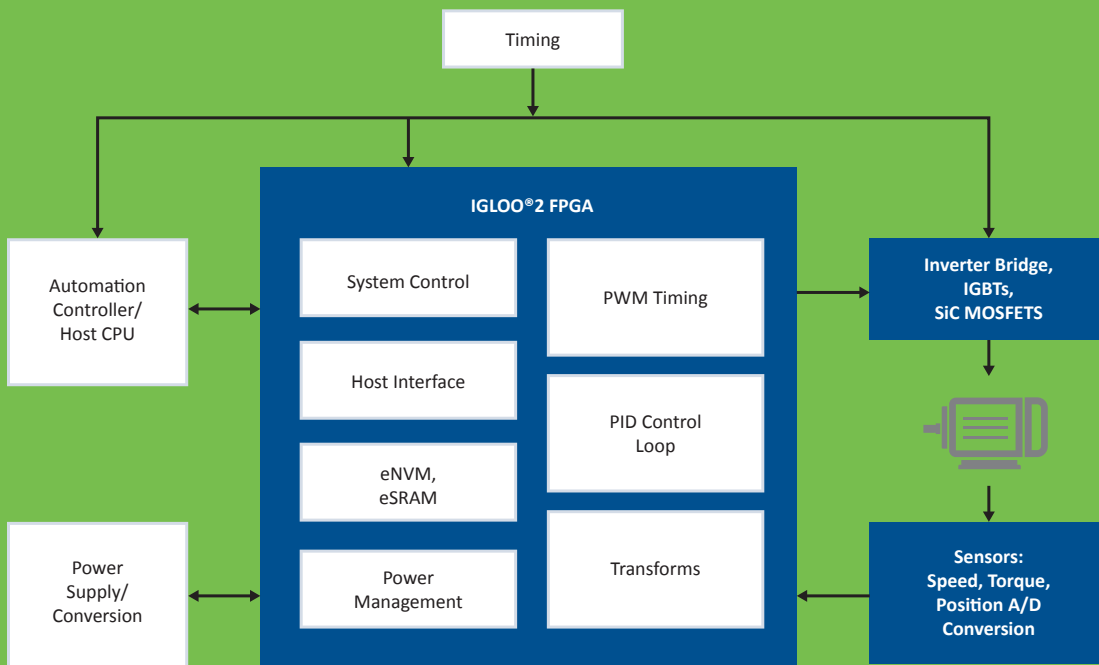 Timing
IGLOO®2 FPGA
Automation
Controller/
Host CPU
System Control
PWM Timing
Inverter Bridge,
IGBTs,
SiC MOSFETS
Host Interface
PID Control
Loop
eNVM,
eSRAM
Power
Supply/
Conversion
Power
Management
Transforms
Sensors:
Speed, Torque,
Position A/D
Conversion